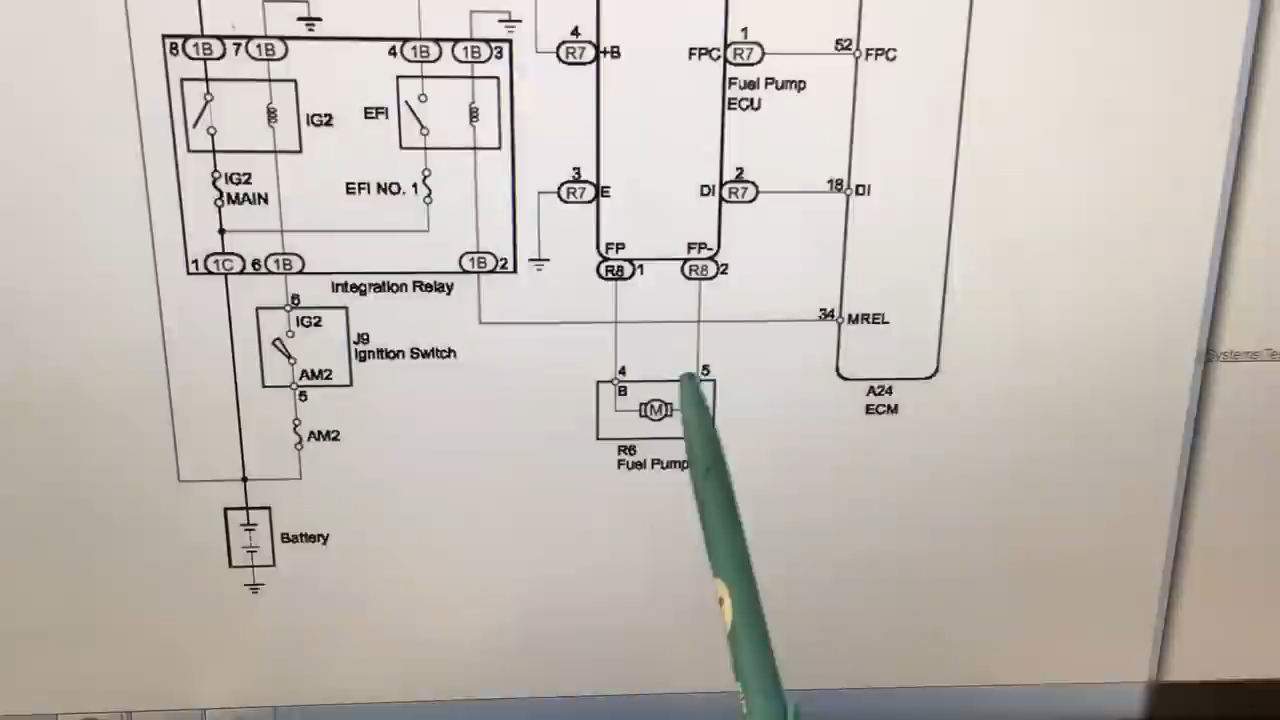 8 1B 7 1B 4 1B 1B 3
IG2
EFI
IG2
MAIN
EFI NO. 1
1 1C 6 1B 1B 2
Integration Relay
6
IG2
J9
Ignition Switch
AM2
5
AM2
Battery
4
R7 +B
3
R7 E
1
FPC R7
Fuel Pump
ECU
2
DI R7
FP FP-
R8 1 R8 2
4 5
B
M
R6
Fuel Pump
52 FPC
18 DI
34 MREL
A24
ECM